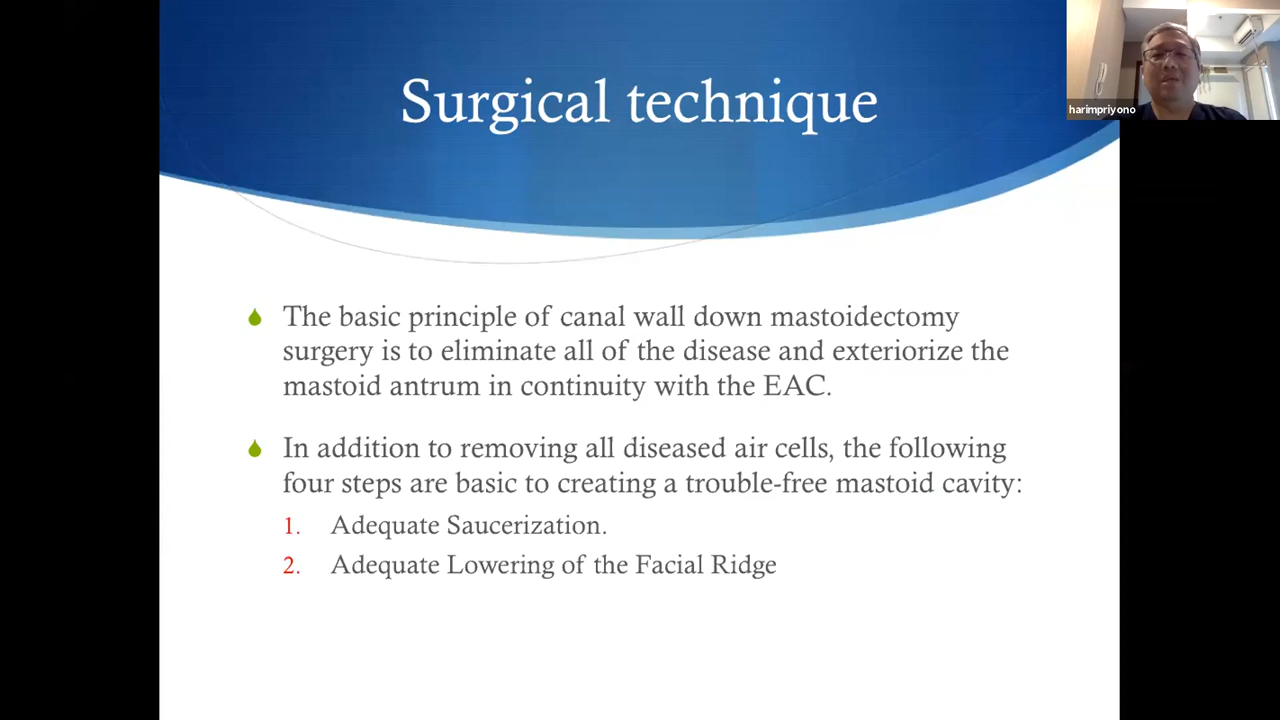 Surgical technique
harimpriyono
The basic principle of canal wall down mastoidectomy
surgery is to eliminate all of the disease and exteriorize the
mastoid antrum in continuity with the EAC.
In addition to removing all diseased air cells, the following
four steps are basic to creating a trouble-free mastoid cavity:
1. Adequate Saucerization.
2. Adequate Lowering of the Facial Ridge